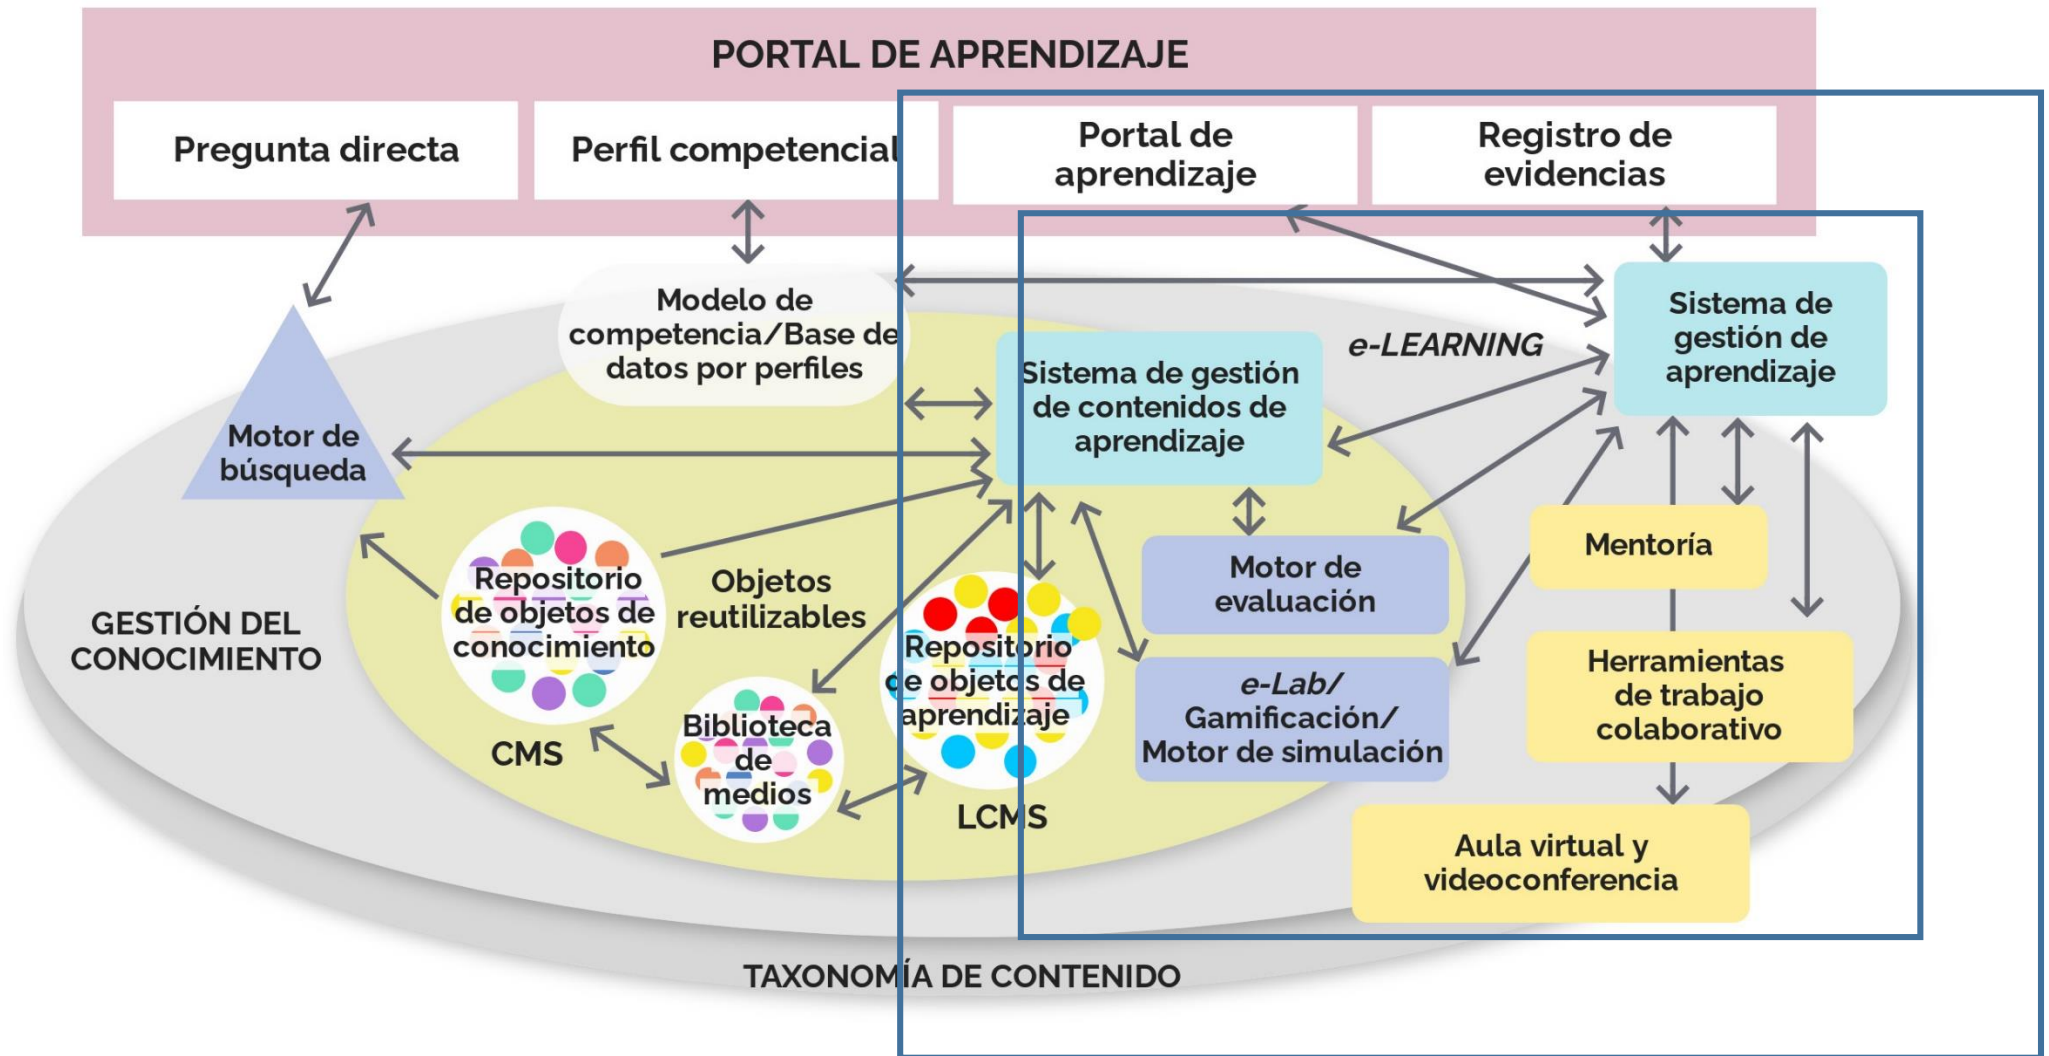 PORTAL DE APRENDIZAJE
Pregunta directa
Perfil competencial
Portal de
aprendizaje
Registro de
evidencias
Modelo de
competencia/Base de
datos por perfiles
Sistema de
gestión de
aprendizaje
e-LEARNING
Sistema de gestión
de contenidos de
aprendizaje
Motor de
búsqueda
Mentoría
Motor de
evaluación
Repositorio
de objetos de
conocimiento
Objetos
reutilizables
GESTIÓN DEL
CONOCIMIENTO
Repositorio
de objetos de
aprendizaje
e-Lab/
Gamificación/
Motor de simulación
Herramientas
de trabajo
colaborativo
CMS
Biblioteca
de
medios
LCMS
Aula virtual y
videoconferencia
TAXONOMÍA DE CONTENIDO